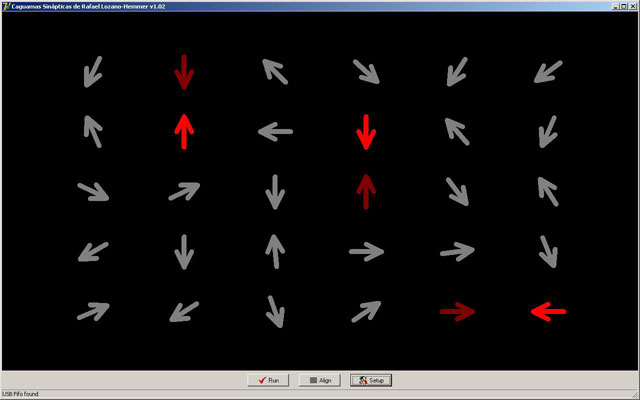 Caguamas Sinápticas de Rafael Lozano-Hemmer v1.02
Run Align Setup
USB Fifo found